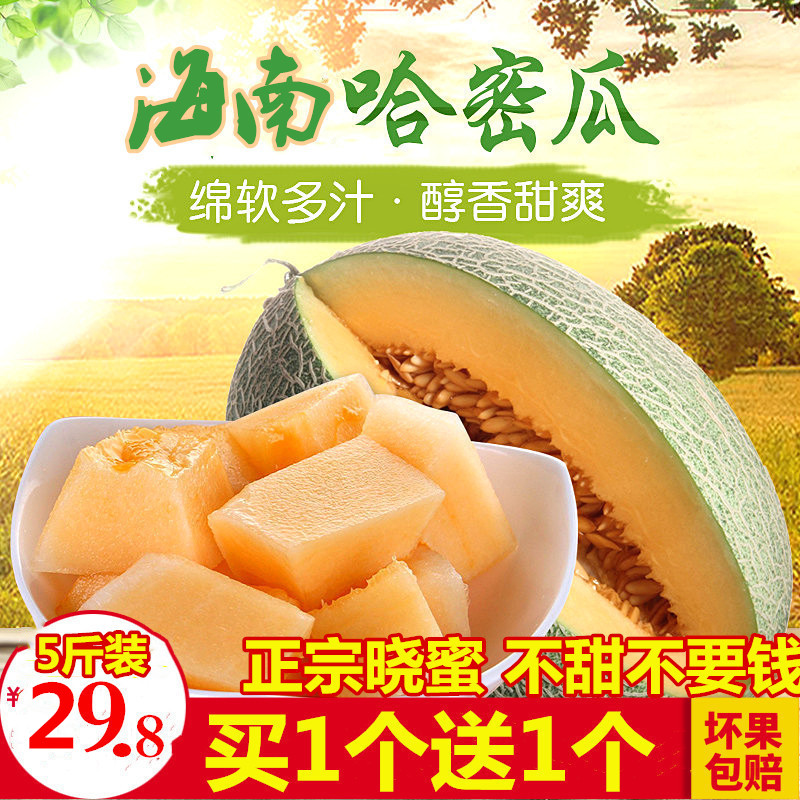 海南哈密瓜
绵软多汁·醇香甜爽
5斤装
¥29.8
正宗晓蜜 不甜不要钱
买1个送1个
坏果
包赔